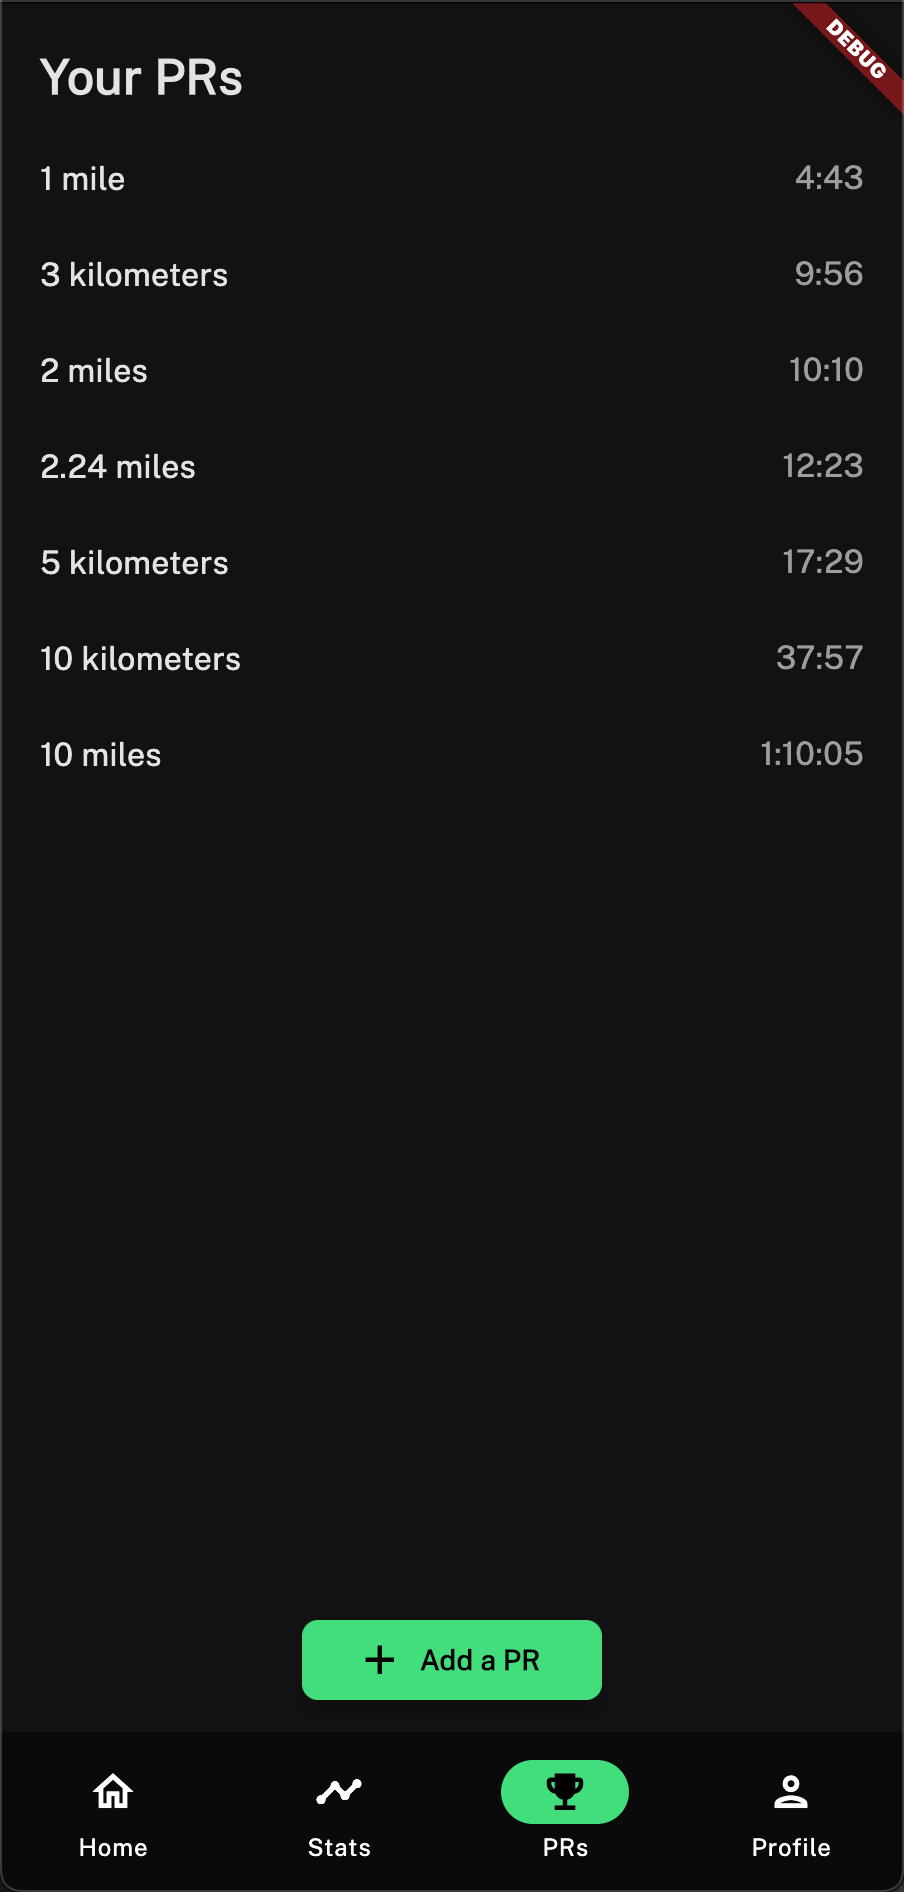 DEBUG
Your PRs
1 mile 4:43
3 kilometers 9:56
2 miles 10:10
2.24 miles 12:23
5 kilometers 17:29
10 kilometers 37:57
10 miles 1:10:05
Add a PR
Home Stats PRs Profile